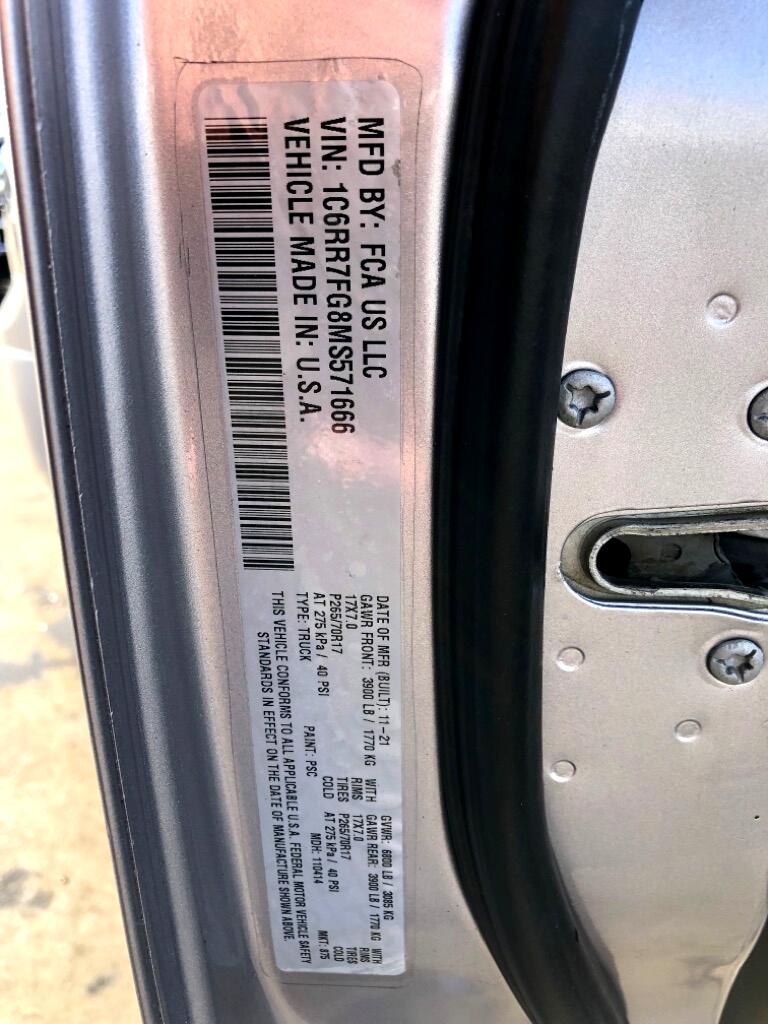 MFD BY: FCA US LLC
VIN: 1C6RR7FG8MS571666
VEHICLE MADE IN: U.S.A.
DATE OF MFR (BUILT): 11-21 GVWR: 6800 LB / 3085 KG
GAWR FRONT: 3900 LB / 1770 KG WITH GAWR REAR: 3900 LB / 1770 KG WITH
17X7.0 RIMS 17X7.0 RIMS
P265/70R17 TIRES P265/70R17 TIRES
AT 275 kPa / 40 PSI COLD AT 275 kPa / 40 PSI COLD
TYPE: TRUCK PAINT: PSC MDH: 110414 MKT: 875
THIS VEHICLE CONFORMS TO ALL APPLICABLE U.S.A. FEDERAL MOTOR VEHICLE SAFETY
STANDARDS IN EFFECT ON THE DATE OF MANUFACTURE SHOWN ABOVE.